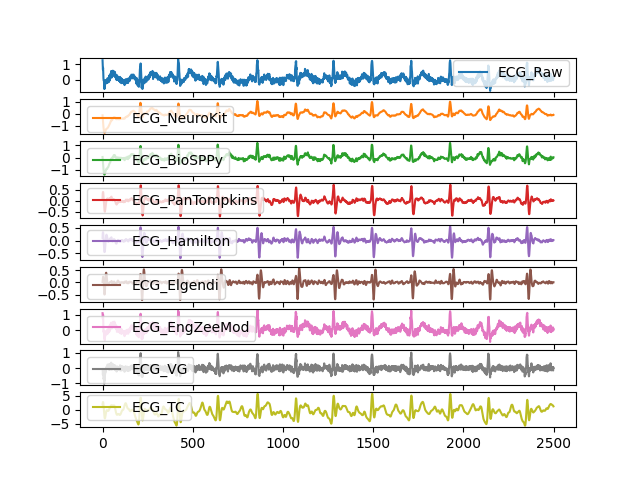 1
0
ECG_Raw
1
0
−1
ECG_NeuroKit
1
0
−1
ECG_BioSPPy
0.5
0.0
−0.5
ECG_PanTompkins
0.5
0.0
−0.5
ECG_Hamilton
0.5
0.0
−0.5
ECG_Elgendi
1
0
ECG_EngZeeMod
1
0
−1
ECG_VG
5
0
−5
ECG_TC
0 500 1000 1500 2000 2500